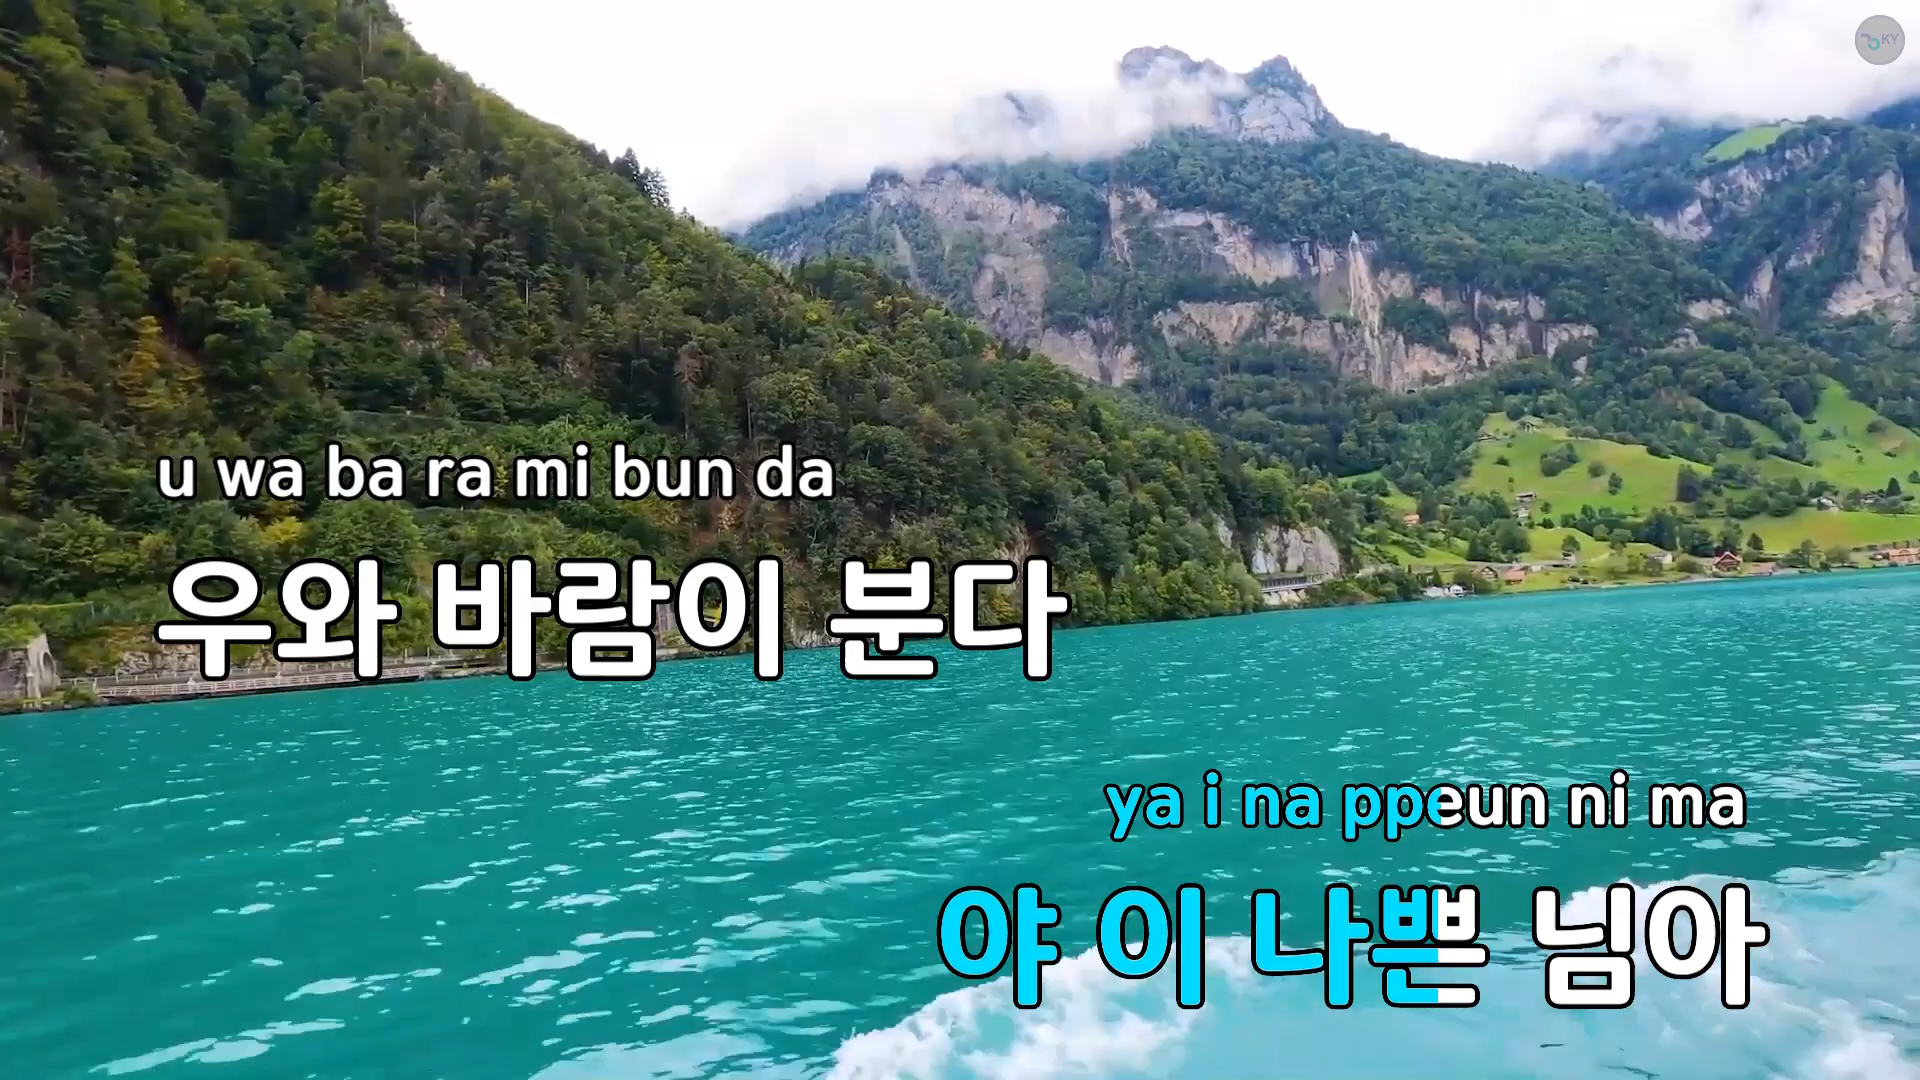 KY
u wa ba ra mi bun da
우와 바람이 분다
ya i na ppeun ni ma
야 이 나쁜 님아